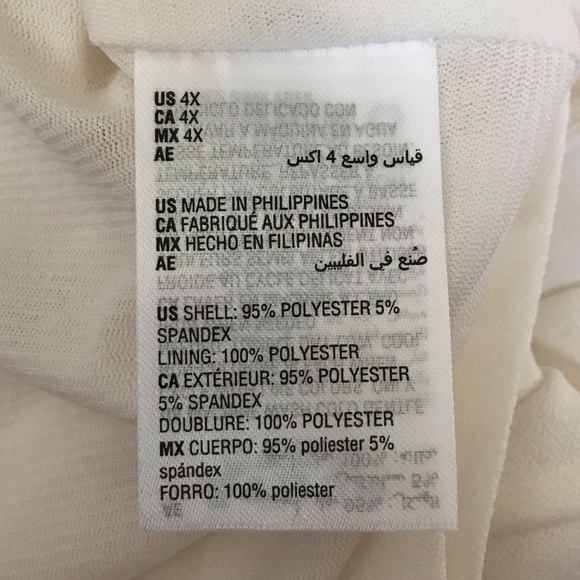 US 4X
CA 4X
MX 4X
AE قياس واسع 4 اكس
US MADE IN PHILIPPINES
CA FABRIQUÉ AUX PHILIPPINES
MX HECHO EN FILIPINAS
AE صُنع في الفليبين
US SHELL: 95% POLYESTER 5%
SPANDEX
LINING: 100% POLYESTER
CA EXTÉRIEUR: 95% POLYESTER
5% SPANDEX
DOUBLURE: 100% POLYESTER
MX CUERPO: 95% poliester 5%
spándex
FORRO: 100% poliester